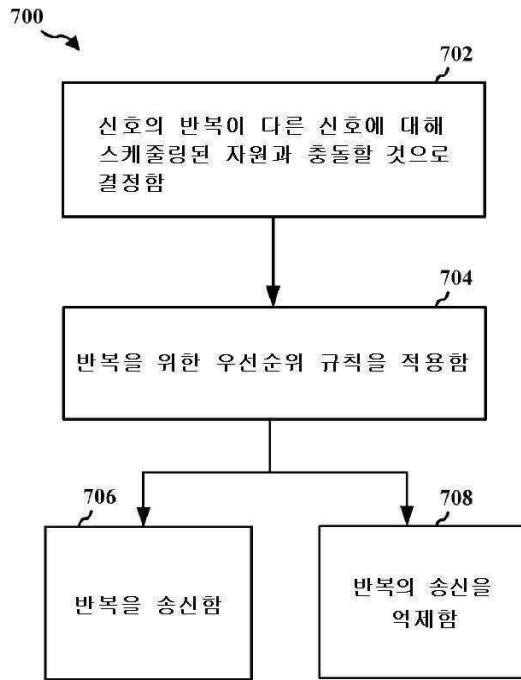 700
702
신호의 반복이 다른 신호에 대해
스케줄링된 자원과 충돌할 것으로
결정함
704
반복을 위한 우선순위 규칙을 적용함
706
반복을 송신함
708
반복의 송신을
억제함